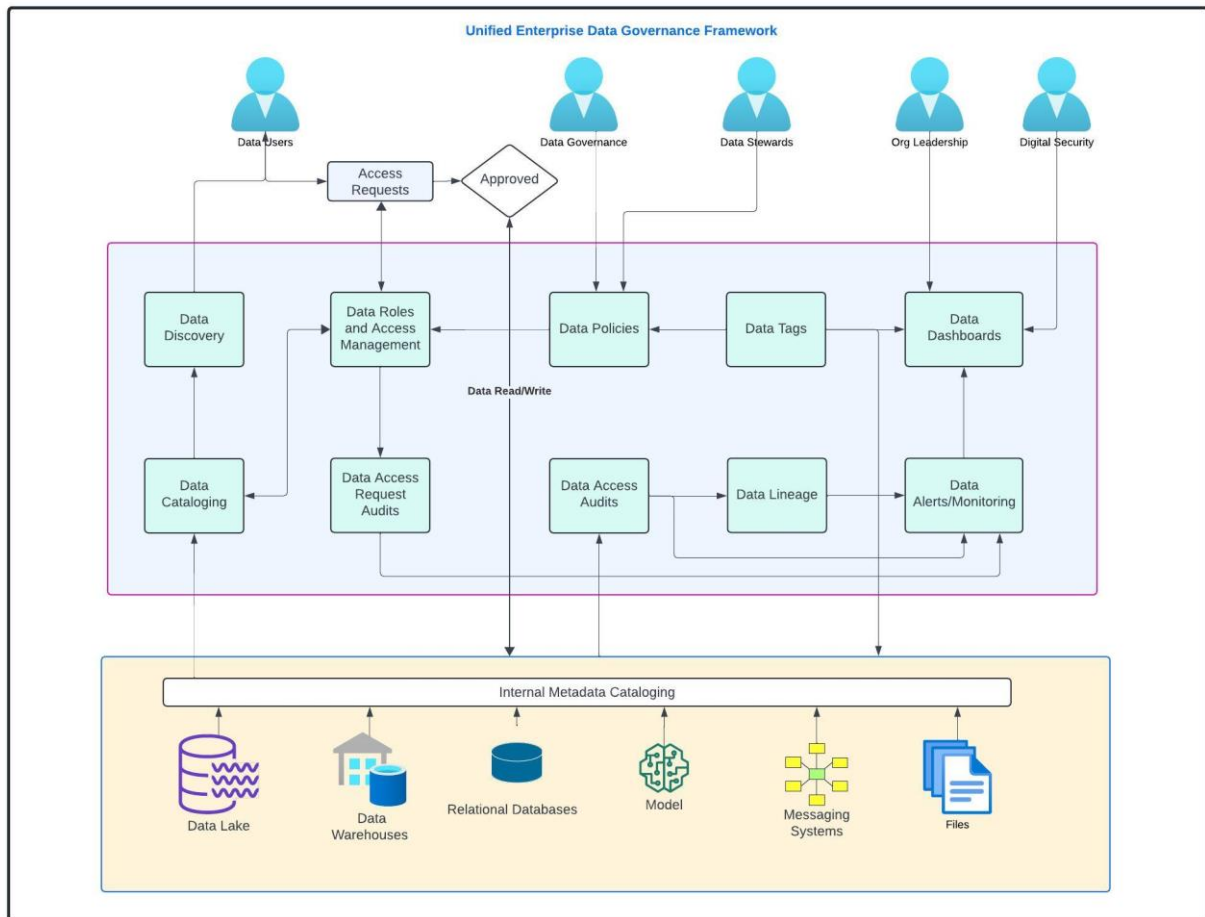 Unified Enterprise Data Governance Framework
Data Users
Data Governance
Data Stewards
Org Leadership
Digital Security
Access
Requests
Approved
Data
Discovery
Data Roles
and Access
Management
Data Policies
Data Tags
Data
Dashboards
Data Read/Write
Data
Cataloging
Data Access
Request
Audits
Data Access
Audits
Data Lineage
Data
Alerts/Monitoring
Internal Metadata Cataloging
Data Lake
Data
Warehouses
Relational Databases
Model
Messaging
Systems
Files